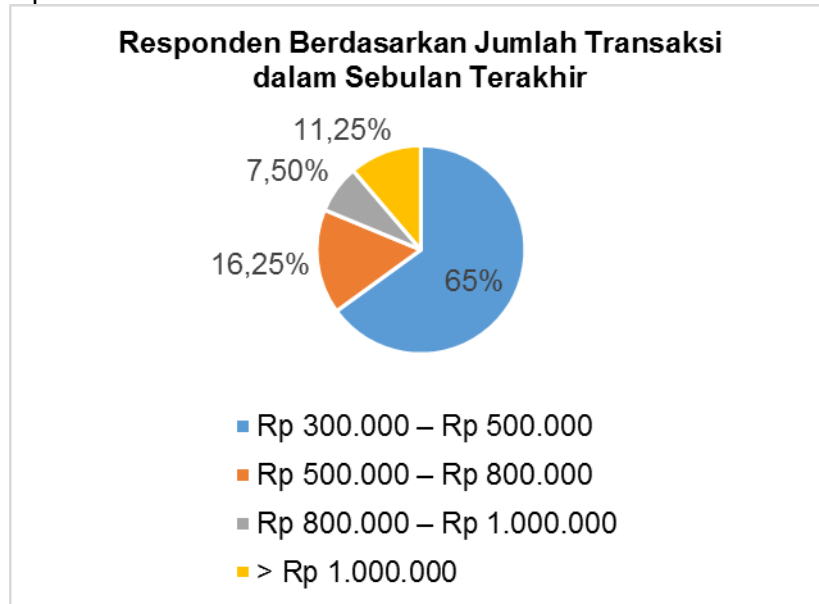 Responden Berdasarkan Jumlah Transaksi
dalam Sebulan Terakhir
11,25%
7,50%
16,25%
65%
Rp 300.000 – Rp 500.000
Rp 500.000 – Rp 800.000
Rp 800.000 – Rp 1.000.000
> Rp 1.000.000